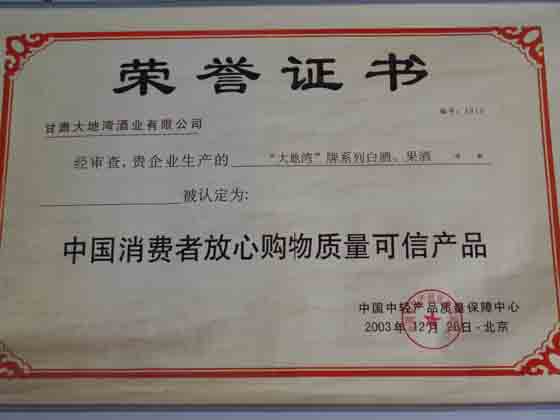 荣誉证书
甘肃大地湾酒业有限公司
经审查，贵企业生产的 “大地湾”牌系列白酒、果酒
被认定为:
中国消费者放心购物质量可信产品
中国中轻产品质量保障中心
2003年12月26日·北京